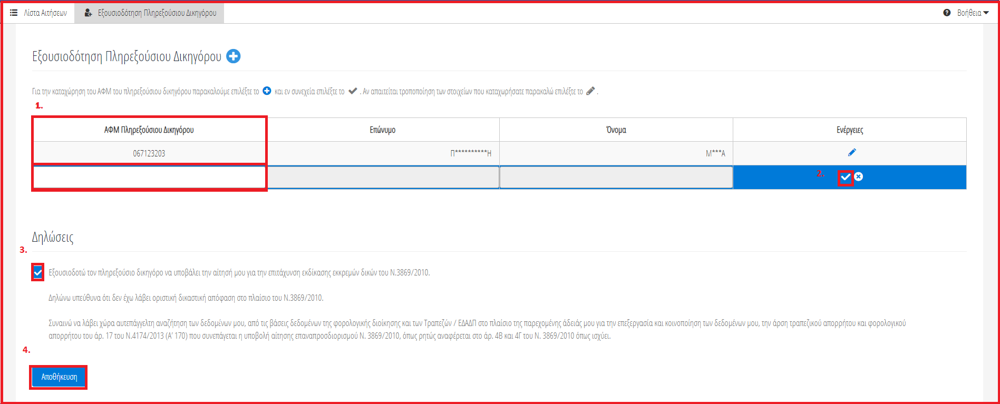 Λίστα Αιτήσεων Εξουσιοδότηση Πληρεξούσιου Δικηγόρου Βοήθεια
Εξουσιοδότηση Πληρεξούσιου Δικηγόρου
Για την καταχώρηση του ΑΦΜ του πληρεξούσιου δικηγόρου παρακαλούμε επιλέξτε το και εν συνεχεία επιλέξτε το . Αν απαιτείται τροποποίηση των στοιχείων που καταχωρήσατε παρακαλώ επιλέξτε το .
1.
ΑΦΜ Πληρεξούσιου Δικηγόρου Επώνυμο Όνομα Ενέργειες
067123203 Π**********Η Μ***Α
2.
Δηλώσεις
3.
Εξουσιοδοτώ τον πληρεξούσιο δικηγόρο να υποβάλει την αίτησή μου για την επιτάχυνση εκδίκασης εκκρεμών δικών του Ν.3869/2010.
Δηλώνω υπεύθυνα ότι δεν έχω λάβει οριστική δικαστική απόφαση στο πλαίσιο του Ν.3869/2010.
Συναινώ να λάβει χώρα αυτεπάγγελτη αναζήτηση των δεδομένων μου, από τις βάσεις δεδομένων της φορολογικής διοίκησης και των Τραπεζών / ΕΔΑΔΠ στο πλαίσιο της παρεχομένης άδειάς μου για την επεξεργασία και κοινοποίηση των δεδομένων μου, την άρση τραπεζικού απορρήτου και φορολογικού
απορρήτου του άρ. 17 του Ν.4174/2013 (Α’ 170) που συνεπάγεται η υποβολή αίτησης επαναπροσδιορισμού Ν. 3869/2010, όπως ρητώς αναφέρεται στο άρ. 4Β και 4Γ του Ν. 3869/2010 όπως ισχύει.
4.
Αποθήκευση